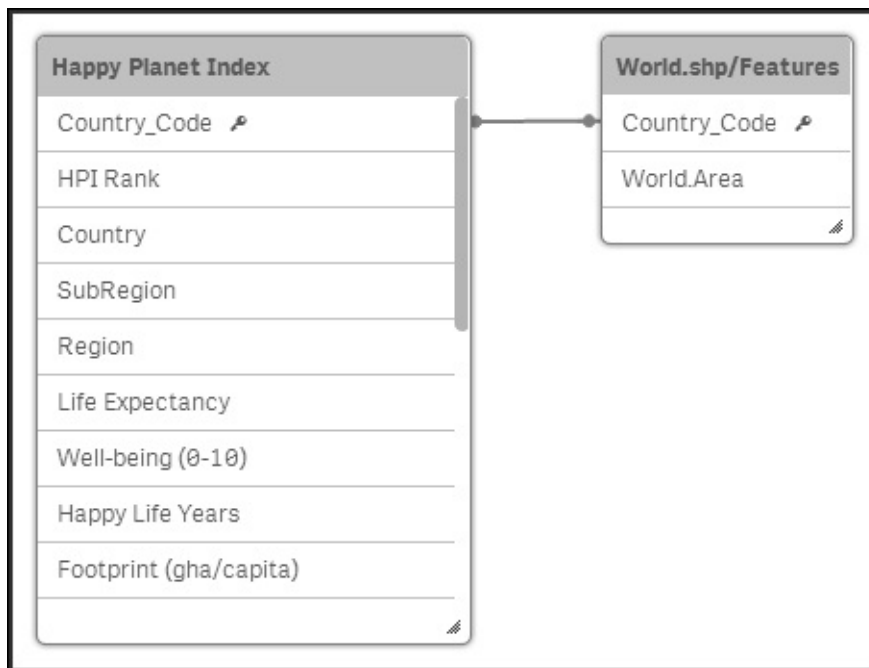 Happy Planet Index
Country_Code
HPI Rank
Country
SubRegion
Region
Life Expectancy
Well-being (0-10)
Happy Life Years
Footprint (gha/capita)
World.shp/Features
Country_Code
World.Area